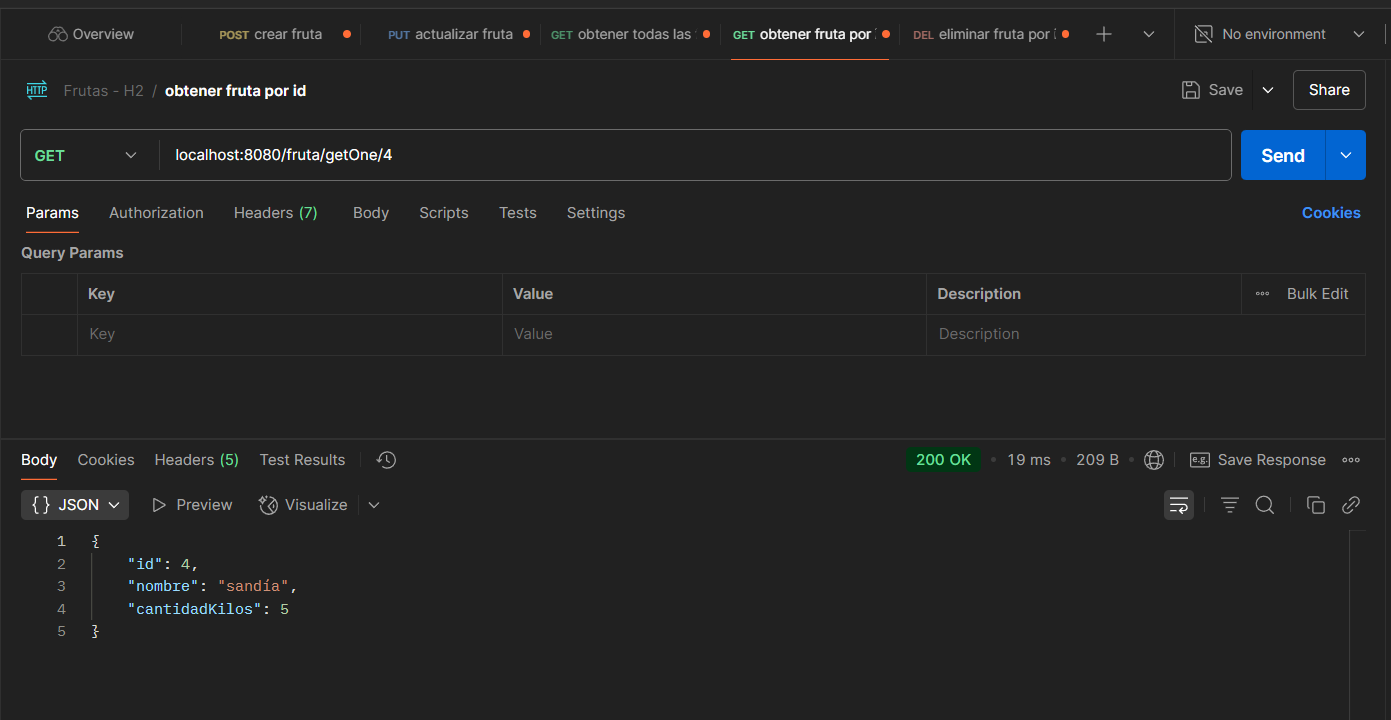 Overview POST crear fruta PUT actualizar fruta GET obtener todas las GET obtener fruta por DEL eliminar fruta por No environment
HTTP Frutas - H2 / obtener fruta por id Save Share
GET localhost:8080/fruta/getOne/4 Send
Params Authorization Headers (7) Body Scripts Tests Settings Cookies
Query Params
Key Value Description Bulk Edit
Key Value Description
Body Cookies Headers (5) Test Results 200 OK • 19 ms • 209 B • e.g. Save Response
{} JSON Preview Visualize
1 {
2 "id": 4,
3 "nombre": "sandía",
4 "cantidadKilos": 5
5 }